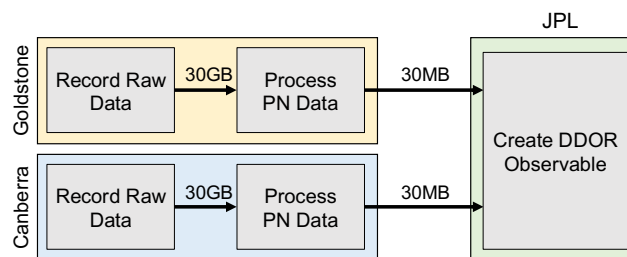 JPL
Goldstone
Record Raw
Data
30GB
Process
PN Data
30MB
Create DDOR
Observable
Canberra
Record Raw
Data
30GB
Process
PN Data
30MB